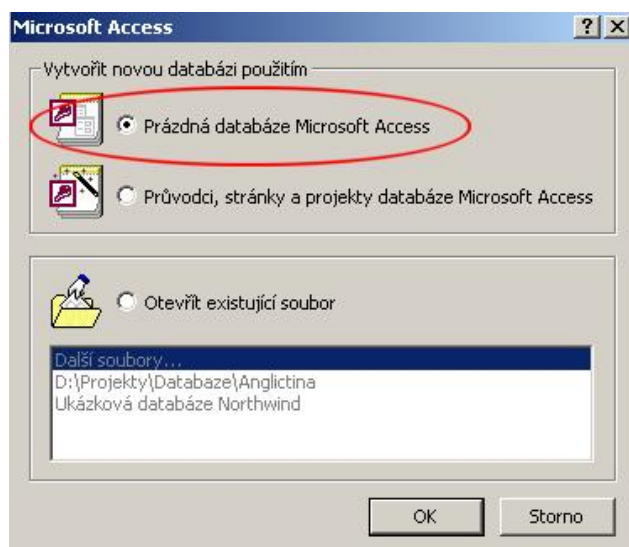 Microsoft Access
Vytvořit novou databázi použitím
Prázdná databáze Microsoft Access
Průvodci, stránky a projekty databáze Microsoft Access
Otevřít existující soubor
Další soubory...
D:\Projekty\Databaze\Anglictina
Ukázková databáze Northwind
OK
Storno